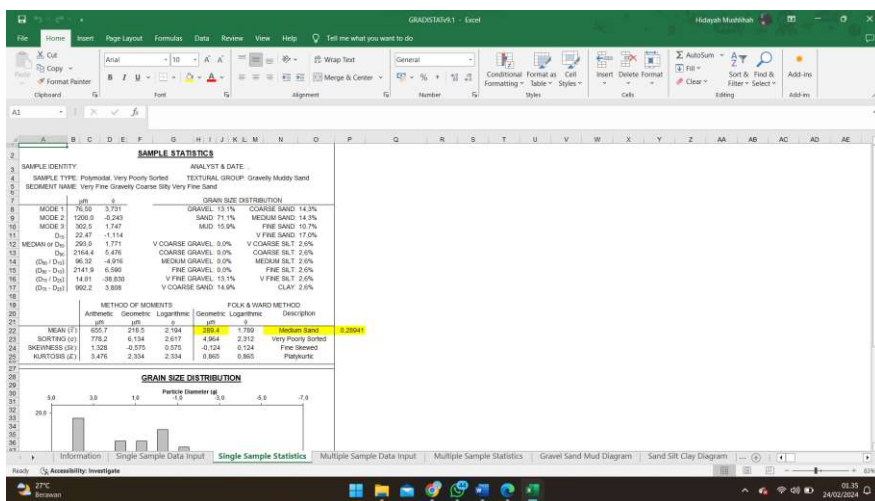 GRADISTATv9.1 - Excel
Hidayah Mushlihah
File Home Insert Page Layout Formulas Data Review View Help Tell me what you want to do
Cut
Copy
Format Painter
Clipboard
Arial 10
B I U
Font
Wrap Text
Merge & Center
Alignment
General
Number
Conditional Formatting
Format as Table
Cell Styles
Styles
Insert Delete Format
Cells
AutoSum
Fill
Clear
Sort & Filter
Find & Select
Editing
Add-ins
Add-ins
A1
fx
A B C D E F G H I J K L M N O P Q R S T U V W X Y Z AA AB AC AD AE
SAMPLE STATISTICS
SAMPLE IDENTITY: ANALYST & DATE: ,
SAMPLE TYPE: Polymodal, Very Poorly Sorted TEXTURAL GROUP: Gravelly Muddy Sand
SEDIMENT NAME: Very Fine Gravelly Coarse Silty Very Fine Sand
µm ϕ GRAIN SIZE DISTRIBUTION
MODE 1: 76,50 3,731 GRAVEL: 13,1% COARSE SAND: 14,3%
MODE 2: 1200,0 -0,243 SAND: 71,1% MEDIUM SAND: 14,3%
MODE 3: 302,5 1,747 MUD: 15,9% FINE SAND: 10,7%
D10: 22,47 -1,114 V FINE SAND: 17,0%
MEDIAN or D50: 293,0 1,771 V COARSE GRAVEL: 0,0% V COARSE SILT: 2,6%
D90: 2164,4 5,476 COARSE GRAVEL: 0,0% COARSE SILT: 2,6%
(D90 / D10): 96,32 -4,916 MEDIUM GRAVEL: 0,0% MEDIUM SILT: 2,6%
(D90 - D10): 2141,9 6,590 FINE GRAVEL: 0,0% FINE SILT: 2,6%
(D75 / D25): 14,01 -38,830 V FINE GRAVEL: 13,1% V FINE SILT: 2,6%
(D75 - D25): 992,2 3,808 V COARSE SAND: 14,9% CLAY: 2,6%
METHOD OF MOMENTS FOLK & WARD METHOD
Arithmetic Geometric Logarithmic Geometric Logarithmic Description
µm µm ϕ µm ϕ
MEAN (x̄): 655,7 218,5 2,194 289,4 1,789 Medium Sand 0,28941
SORTING (σ): 778,2 6,134 2,617 4,964 2,312 Very Poorly Sorted
SKEWNESS (Sk): 1,328 -0,575 0,575 -0,124 0,124 Fine Skewed
KURTOSIS (K): 3,476 2,334 2,334 0,865 0,865 Platykurtic
GRAIN SIZE DISTRIBUTION
Particle Diameter (ϕ)
5,0 3,0 1,0 -1,0 -3,0 -5,0 -7,0
20,0
Information Single Sample Data Input Single Sample Statistics Multiple Sample Data Input Multiple Sample Statistics Gravel Sand Mud Diagram Sand Silt Clay Diagram ...
Ready Accessibility: Investigate
27°C
Berawan
01.35
24/02/2024